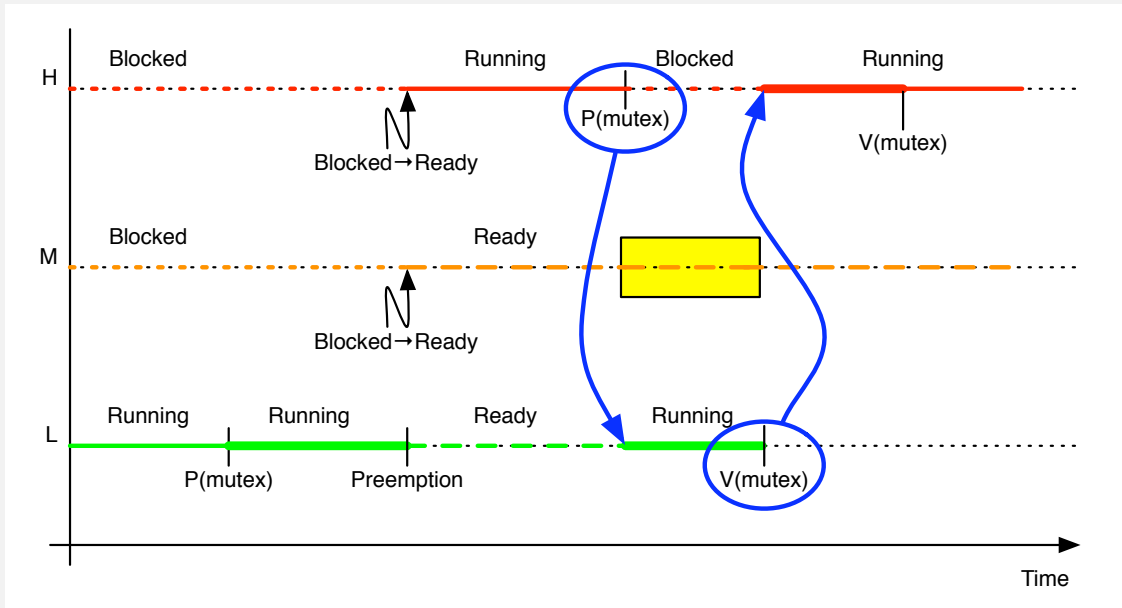 Blocked
Running
Blocked
Running
H
P(mutex)
V(mutex)
Blocked→Ready
Blocked
Ready
M
Blocked→Ready
Running
Running
Ready
Running
L
P(mutex)
Preemption
V(mutex)
Time